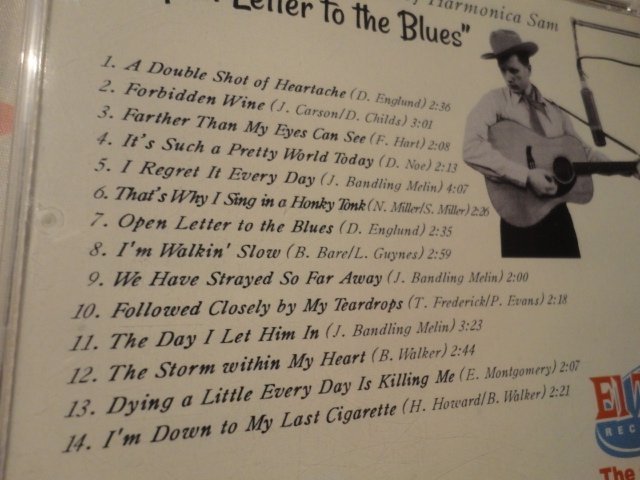 Harmonica Sam
Letter To the Blues"
1. A Double Shot of Heartache (D. Englund) 2:36
2. Forbidden Wine (J. Carson/D. Childs) 3:01
3. Farther Than My Eyes Can See (F. Hart) 2:08
4. It's Such a Pretty World Today (D. Noe) 2:13
5. I Regret It Every Day (J. Bandling Melin) 4:07
6. That's Why I Sing in a Honky Tonk (N. Miller/S. Miller) 2:26
7. Open Letter to the Blues (D. Englund) 2:35
8. I'm Walkin' Slow (B. Bare/L. Guynes) 2:59
9. We Have Strayed So Far Away (J. Bandling Melin) 2:00
10. Followed Closely by My Teardrops (T. Frederick/P. Evans) 2:18
11. The Day I Let Him In (J. Bandling Melin) 3:23
12. The Storm within My Heart (B. Walker) 2:44
13. Dying a Little Every Day Is Killing Me (E. Montgomery) 2:07
14. I'm Down to My Last Cigarette (H. Howard/B. Walker) 2:21
El
REC
The